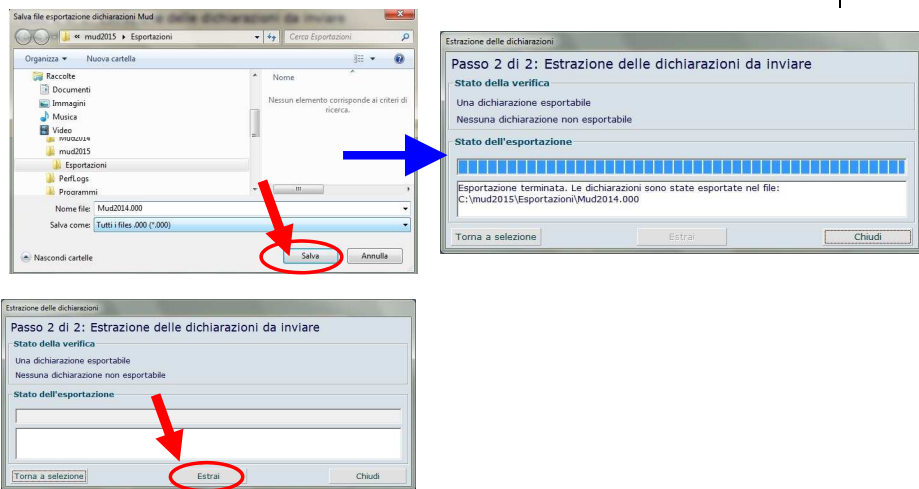 Salva file esportazione dichiarazioni Mud
« mud2015 ▸ Esportazioni
Cerca Esportazioni
Organizza ▾ Nuova cartella
Raccolte
Documenti
Immagini
Musica
Video
mud2015
Esportazioni
PerfLogs
Programmi
Nome
Nessun elemento corrisponde ai criteri di
ricerca.
Nome file: Mud2014.000
Salva come: Tutti i files .000 (*.000)
Nascondi cartelle
Salva Annulla
Estrazione delle dichiarazioni
Passo 2 di 2: Estrazione delle dichiarazioni da inviare
Stato della verifica
Una dichiarazione esportabile
Nessuna dichiarazione non esportabile
Stato dell'esportazione
Esportazione terminata. Le dichiarazioni sono state esportate nel file:
C:\mud2015\Esportazioni\Mud2014.000
Torna a selezione Estrai Chiudi
Estrazione delle dichiarazioni
Passo 2 di 2: Estrazione delle dichiarazioni da inviare
Stato della verifica
Una dichiarazione esportabile
Nessuna dichiarazione non esportabile
Stato dell'esportazione
Torna a selezione Estrai Chiudi